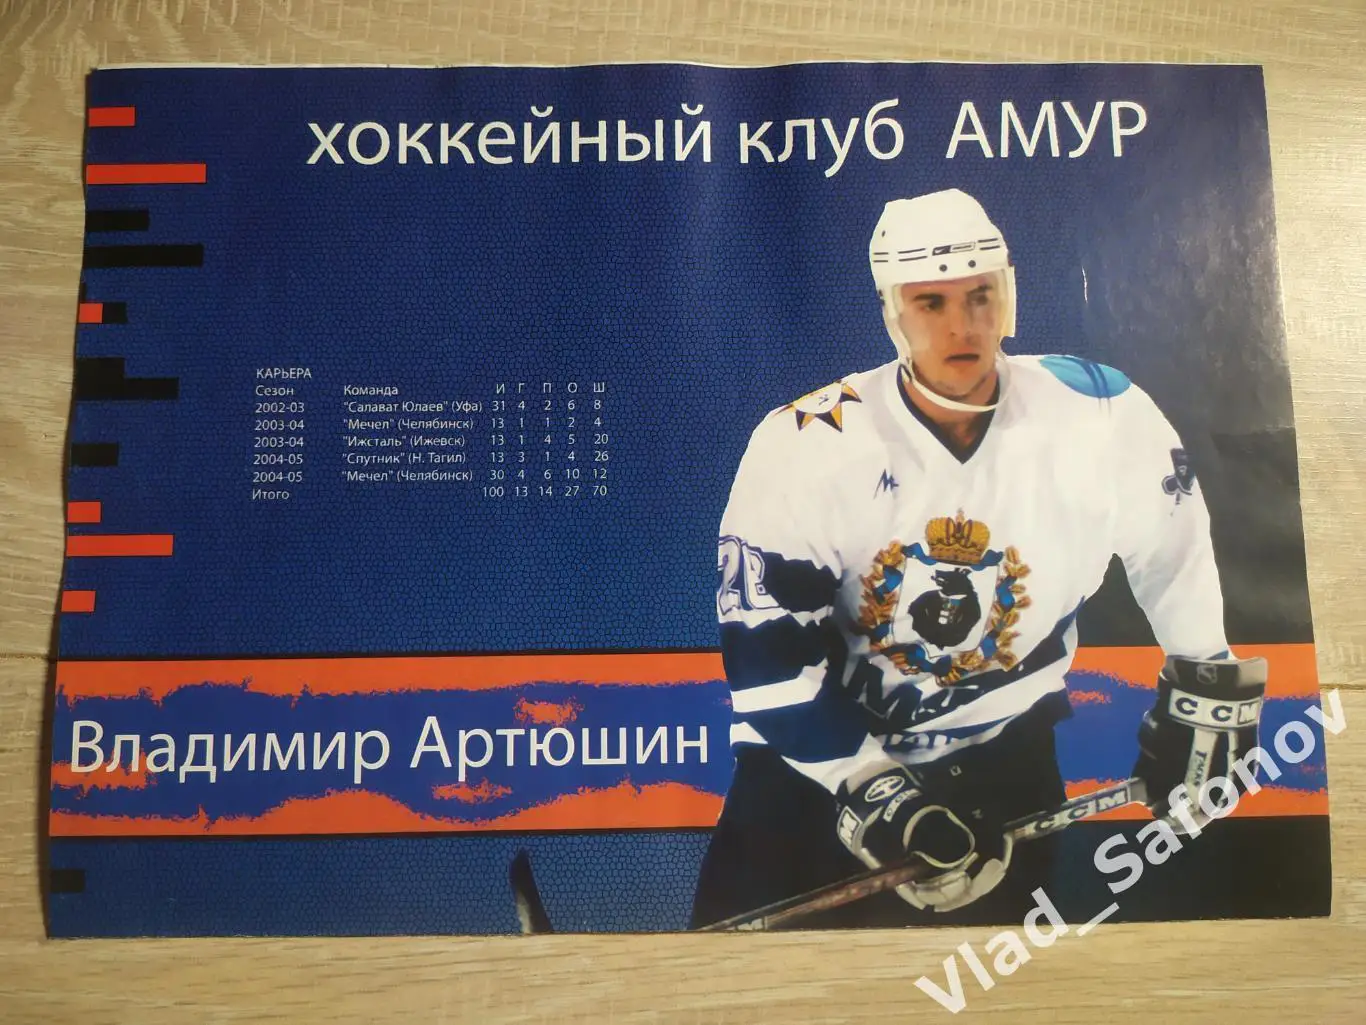 хоккейный клуб АМУР
КАРЬЕРА
Сезон Команда И Г П О Ш
2002-03 "Салават Юлаев" (Уфа) 31 4 2 6 8
2003-04 "Мечел" (Челябинск) 13 1 1 2 4
2003-04 "Ижсталь" (Ижевск) 13 1 4 5 20
2004-05 "Спутник" (Н. Тагил) 13 3 1 4 26
2004-05 "Мечел" (Челябинск) 30 4 6 10 12
Итого 100 13 14 27 70
Владимир Артюшин
CCM
CCM
Vlad_Safonov